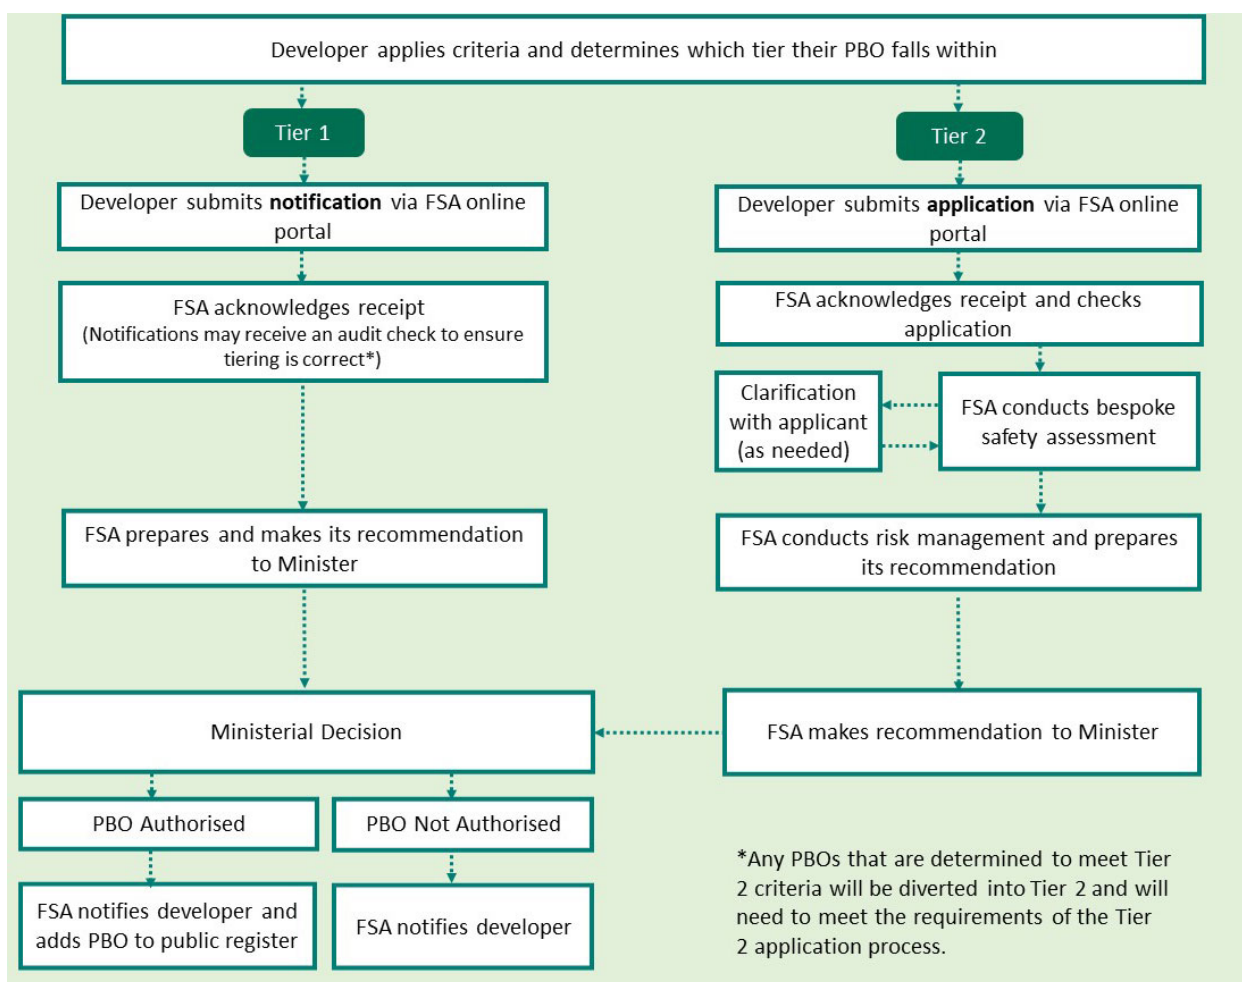 Developer applies criteria and determines which tier their PBO falls within
Tier 1
Developer submits notification via FSA online
portal
FSA acknowledges receipt
(Notifications may receive an audit check to ensure
tiering is correct*)
FSA prepares and makes its recommendation
to Minister
Tier 2
Developer submits application via FSA online
portal
FSA acknowledges receipt and checks
application
Clarification
with applicant
(as needed)
FSA conducts bespoke
safety assessment
FSA conducts risk management and prepares
its recommendation
FSA makes recommendation to Minister
Ministerial Decision
PBO Authorised
PBO Not Authorised
FSA notifies developer and
adds PBO to public register
FSA notifies developer
*Any PBOs that are determined to meet Tier
2 criteria will be diverted into Tier 2 and will
need to meet the requirements of the Tier
2 application process.